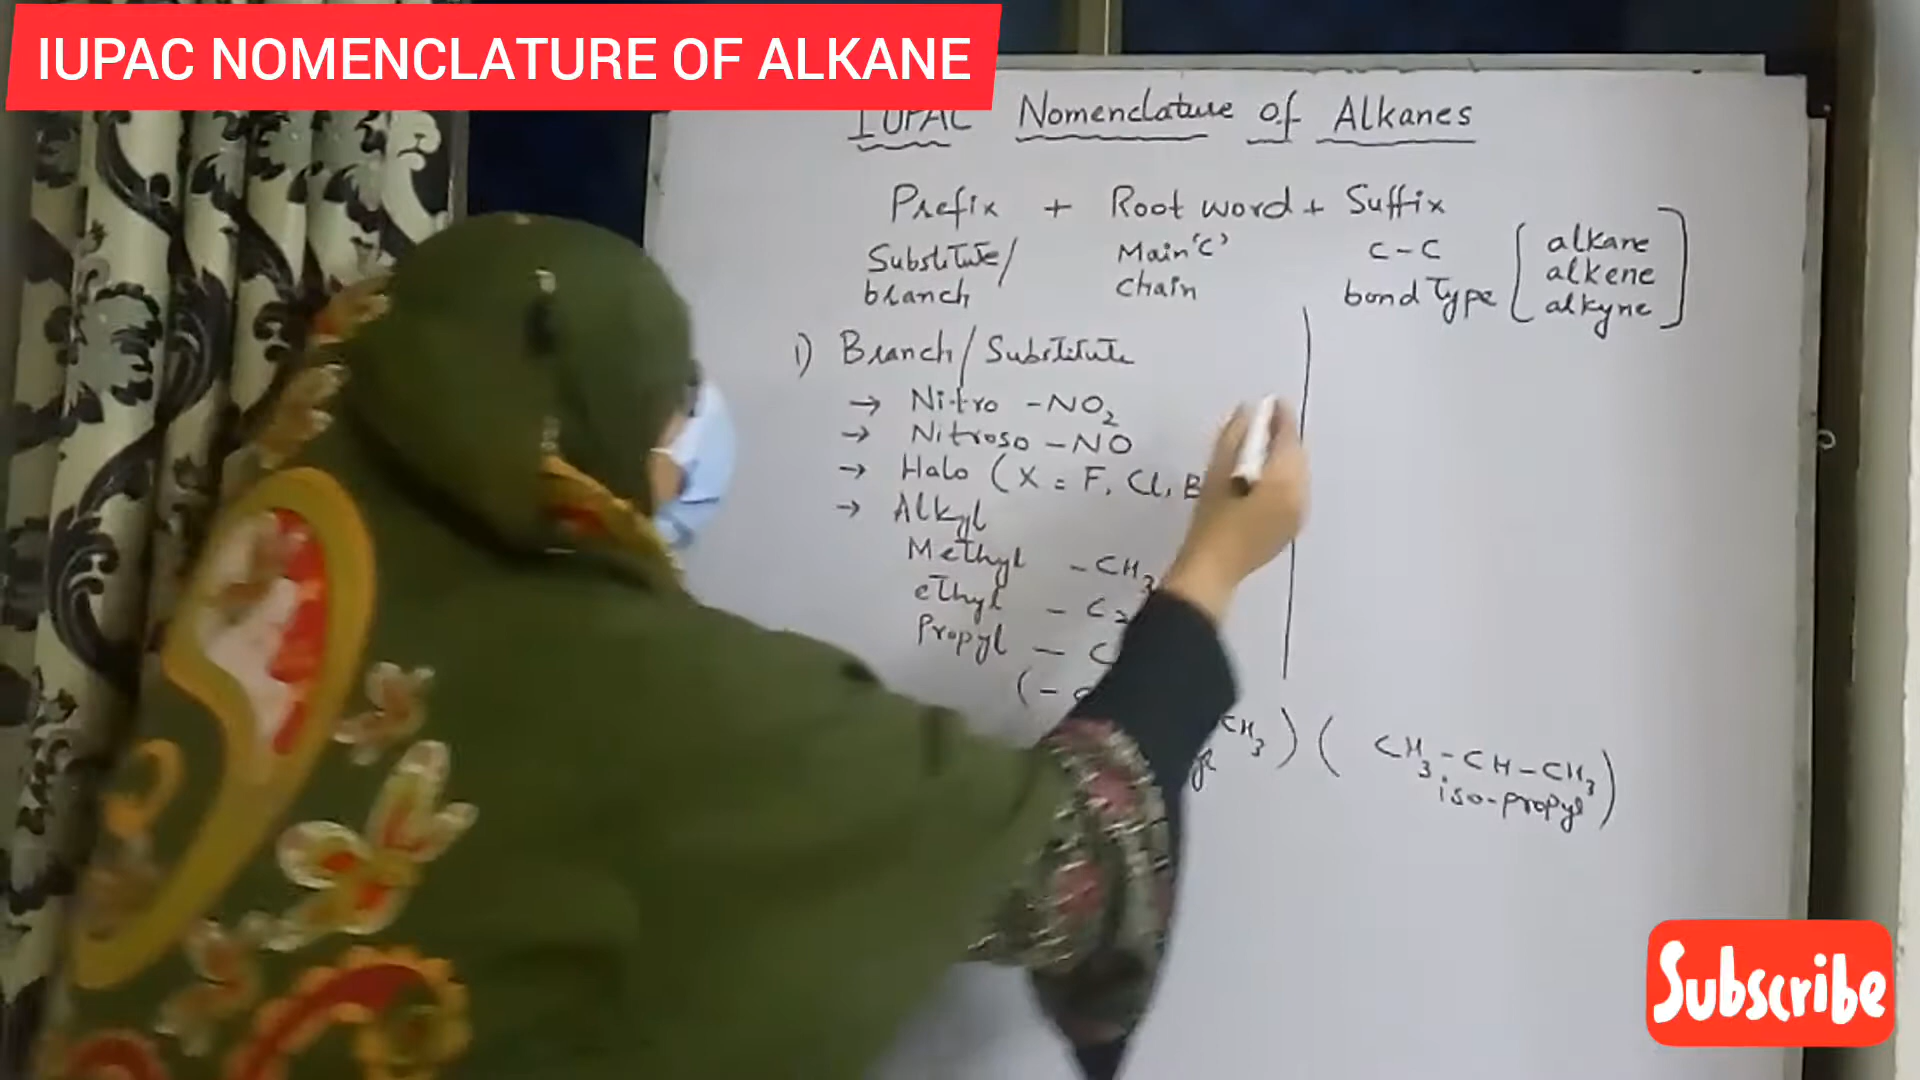 IUPAC NOMENCLATURE OF ALKANE
IUPAC Nomenclature of Alkanes
Prefix + Root word + Suffix
Substitute/ Main 'C' C-C [alkane
branch chain bond Type alkene
alkyne]
1) Branch/Substitute
→ Nitro -NO2
→ Nitroso -NO
→ Halo (X = F, Cl, B
→ Alkyl
Methyl -CH3
ethyl - C2
Propyl - C
(-
CH3) ( CH3-CH-CH3)
iso-propyl
Subscribe